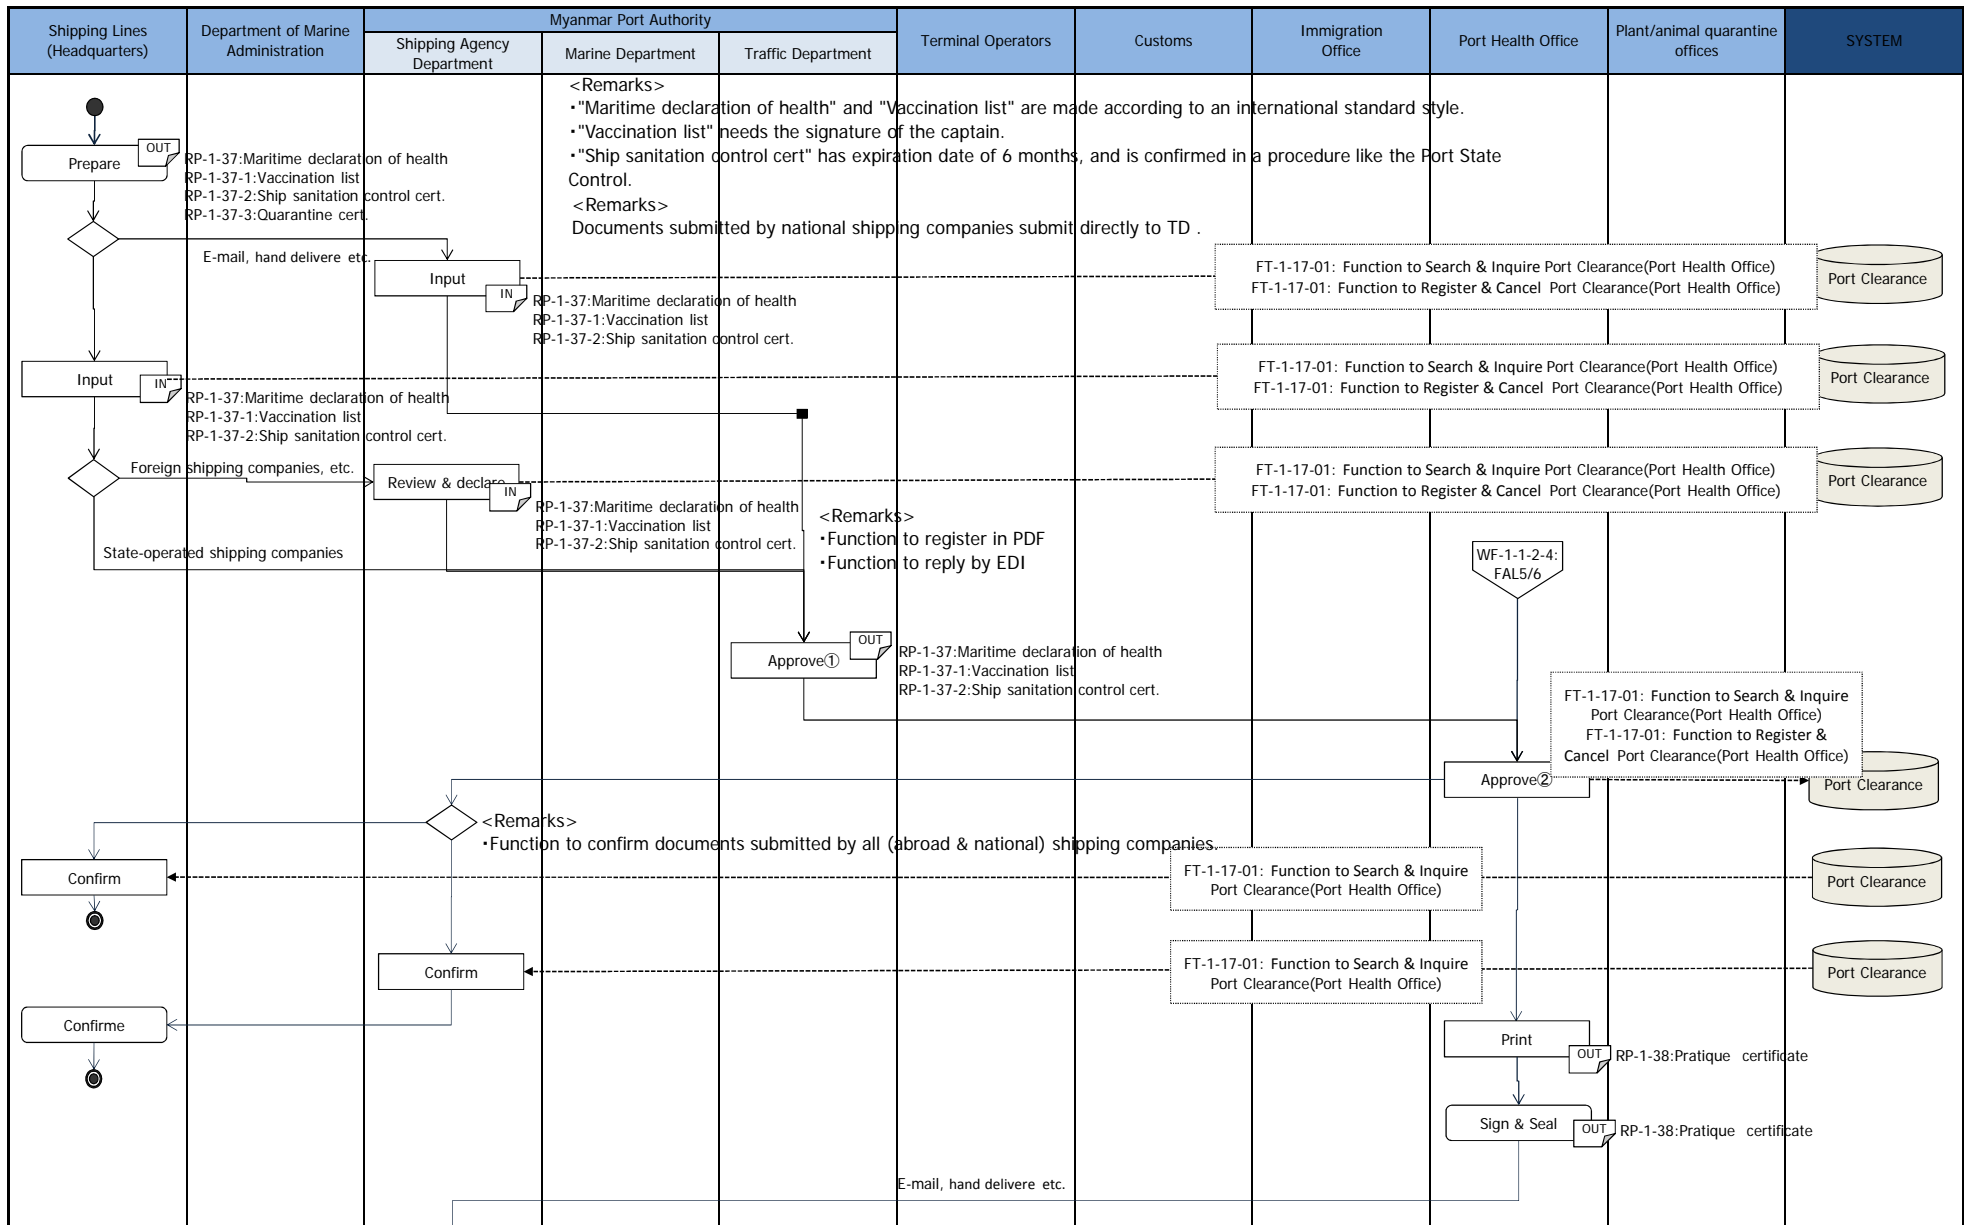 Shipping Lines
(Headquarters)
Department of Marine
Administration
Myanmar Port Authority
Shipping Agency
Department
Marine Department
Traffic Department
Terminal Operators
Customs
Immigration
Office
Port Health Office
Plant/animal quarantine
offices
SYSTEM
<Remarks>
・"Maritime declaration of health" and "Vaccination list" are made according to an international standard style.
・"Vaccination list" needs the signature of the captain.
・"Ship sanitation control cert" has expiration date of 6 months, and is confirmed in a procedure like the Port State
Control.
<Remarks>
Documents submitted by national shipping companies submit directly to TD .
Prepare
OUT
RP-1-37:Maritime declaration of health
RP-1-37-1:Vaccination list
RP-1-37-2:Ship sanitation control cert.
RP-1-37-3:Quarantine cert.
E-mail, hand delivere etc.
Input
IN
RP-1-37:Maritime declaration of health
RP-1-37-1:Vaccination list
RP-1-37-2:Ship sanitation control cert.
FT-1-17-01: Function to Search & Inquire Port Clearance(Port Health Office)
FT-1-17-01: Function to Register & Cancel Port Clearance(Port Health Office)
Port Clearance
Input
IN
RP-1-37:Maritime declaration of health
RP-1-37-1:Vaccination list
RP-1-37-2:Ship sanitation control cert.
FT-1-17-01: Function to Search & Inquire Port Clearance(Port Health Office)
FT-1-17-01: Function to Register & Cancel Port Clearance(Port Health Office)
Port Clearance
Foreign shipping companies, etc.
Review & declare
IN
RP-1-37:Maritime declaration of health
RP-1-37-1:Vaccination list
RP-1-37-2:Ship sanitation control cert.
FT-1-17-01: Function to Search & Inquire Port Clearance(Port Health Office)
FT-1-17-01: Function to Register & Cancel Port Clearance(Port Health Office)
Port Clearance
<Remarks>
・Function to register in PDF
・Function to reply by EDI
State-operated shipping companies
WF-1-1-2-4:
FAL5/6
Approve①
OUT
RP-1-37:Maritime declaration of health
RP-1-37-1:Vaccination list
RP-1-37-2:Ship sanitation control cert.
FT-1-17-01: Function to Search & Inquire
Port Clearance(Port Health Office)
FT-1-17-01: Function to Register &
Cancel Port Clearance(Port Health Office)
Approve②
Port Clearance
<Remarks>
・Function to confirm documents submitted by all (abroad & national) shipping companies.
Confirm
FT-1-17-01: Function to Search & Inquire
Port Clearance(Port Health Office)
Port Clearance
Confirm
FT-1-17-01: Function to Search & Inquire
Port Clearance(Port Health Office)
Port Clearance
Confirme
Print
OUT
RP-1-38:Pratique certificate
Sign & Seal
OUT
RP-1-38:Pratique certificate
E-mail, hand delivere etc.